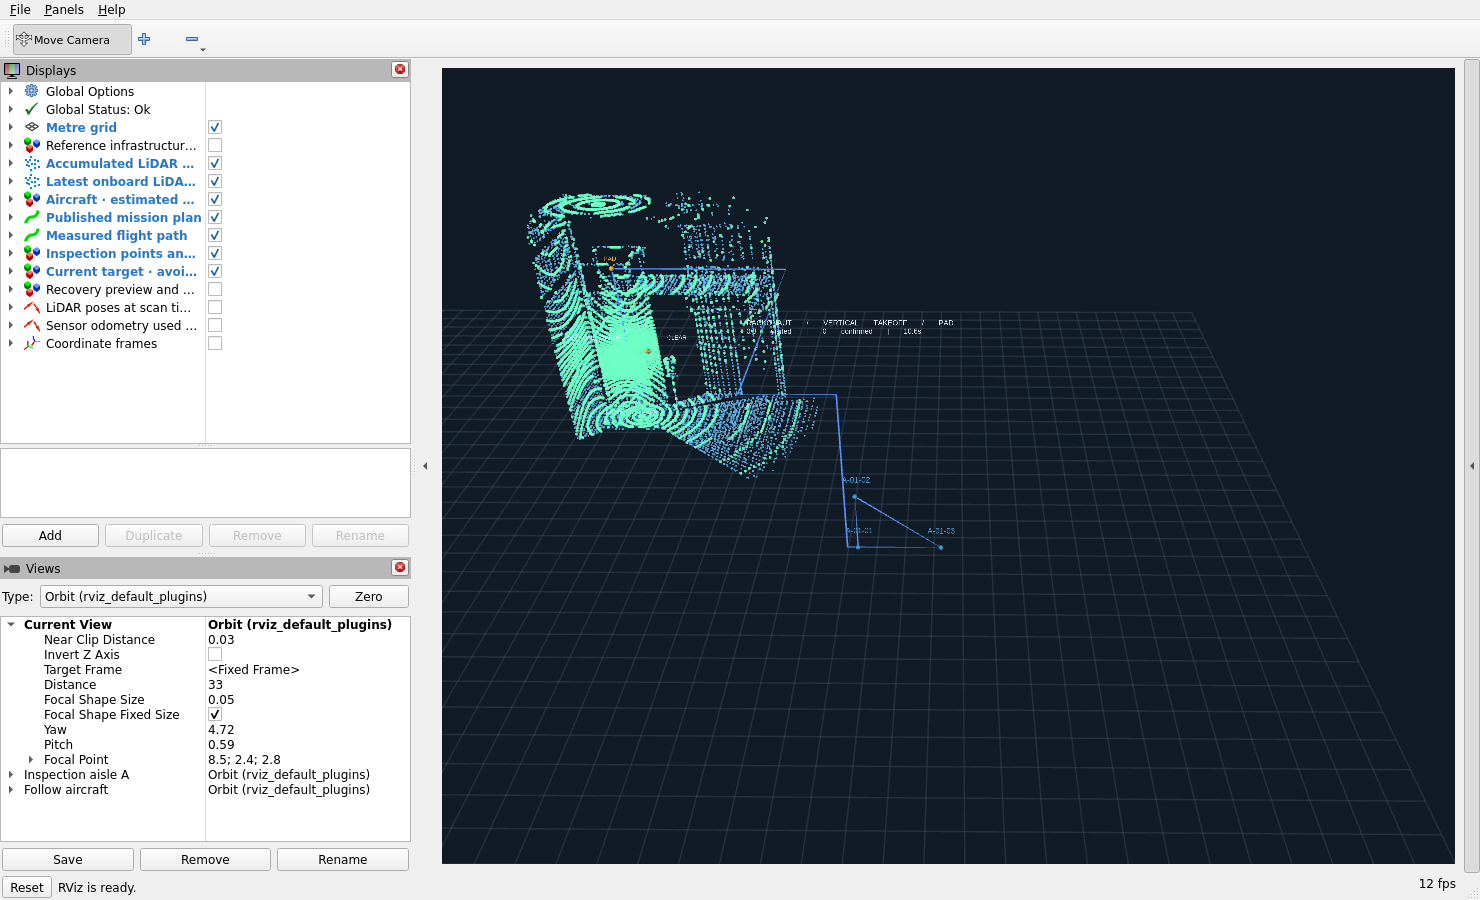 File Panels Help
Move Camera
Displays
Global Options
Global Status: Ok
Metre grid
Reference infrastructur...
Accumulated LiDAR ...
Latest onboard LiDA...
Aircraft · estimated ...
Published mission plan
Measured flight path
Inspection points an...
Current target · avoi...
Recovery preview and ...
LiDAR poses at scan ti...
Sensor odometry used ...
Coordinate frames
Add Duplicate Remove Rename
Views
Type: Orbit (rviz_default_plugins) Zero
Current View Orbit (rviz_default_plugins)
Near Clip Distance 0.03
Invert Z Axis
Target Frame <Fixed Frame>
Distance 33
Focal Shape Size 0.05
Focal Shape Fixed Size
Yaw 4.72
Pitch 0.59
Focal Point 8.5; 2.4; 2.8
Inspection aisle A Orbit (rviz_default_plugins)
Follow aircraft Orbit (rviz_default_plugins)
Save Remove Rename
Reset RViz is ready.
PAD
/ VERTICAL TAKEOFF / PAD
0 confirmed | 10.6s
CLEAR
A-01-02
A-01-03
12 fps